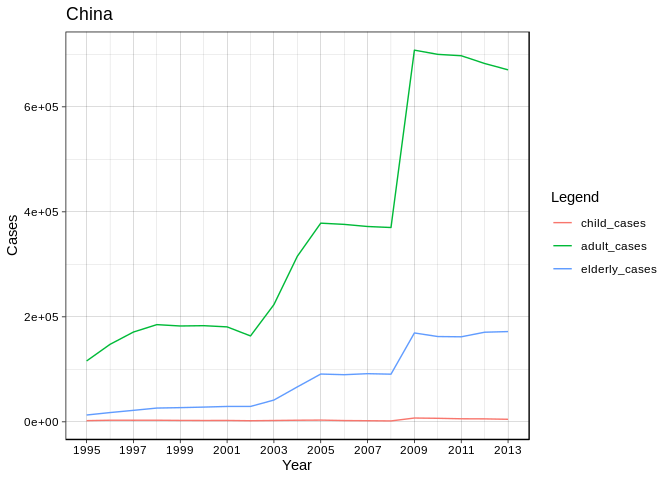 China
6e+05
4e+05
2e+05
0e+00
Cases
1995 1997 1999 2001 2003 2005 2007 2009 2011 2013
Year
Legend
child_cases
adult_cases
elderly_cases